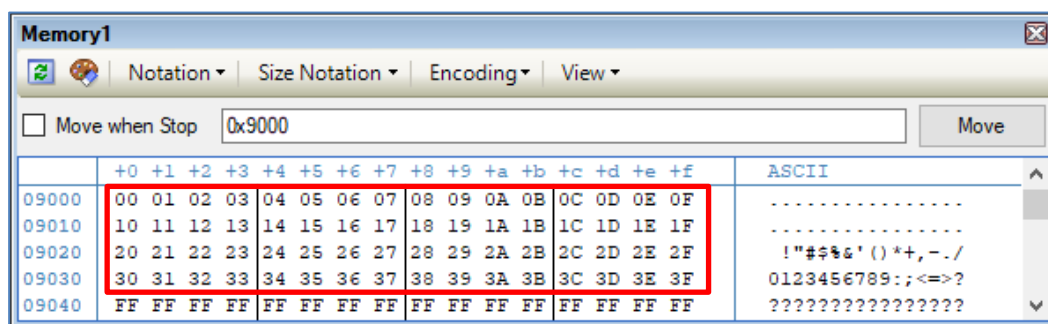 Memory1
Notation Size Notation Encoding View
Move when Stop 0x9000 Move
+0 +1 +2 +3 +4 +5 +6 +7 +8 +9 +a +b +c +d +e +f ASCII
09000 00 01 02 03 04 05 06 07 08 09 0A 0B 0C 0D 0E 0F ................
09010 10 11 12 13 14 15 16 17 18 19 1A 1B 1C 1D 1E 1F ................
09020 20 21 22 23 24 25 26 27 28 29 2A 2B 2C 2D 2E 2F !"#$%&'()*+,-./
09030 30 31 32 33 34 35 36 37 38 39 3A 3B 3C 3D 3E 3F 0123456789:;<=>?
09040 FF FF FF FF FF FF FF FF FF FF FF FF FF FF FF FF ????????????????